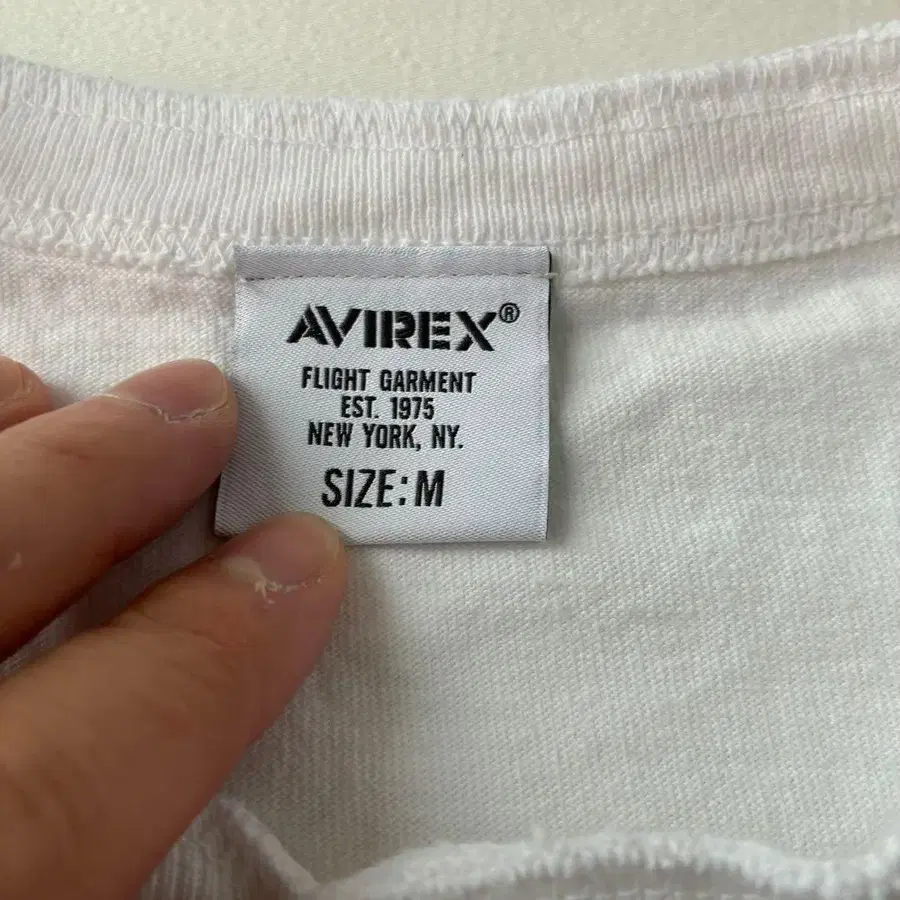 AVIREX®
FLIGHT GARMENT
EST. 1975
NEW YORK, NY.
SIZE: M